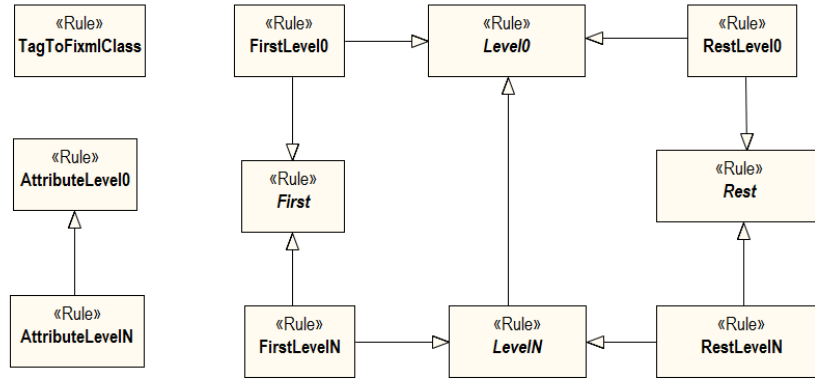 «Rule»
TagToFixmlClass
«Rule»
FirstLevel0
«Rule»
Level0
«Rule»
RestLevel0
«Rule»
AttributeLevel0
«Rule»
First
«Rule»
Rest
«Rule»
AttributeLevelN
«Rule»
FirstLevelN
«Rule»
LevelN
«Rule»
RestLevelN